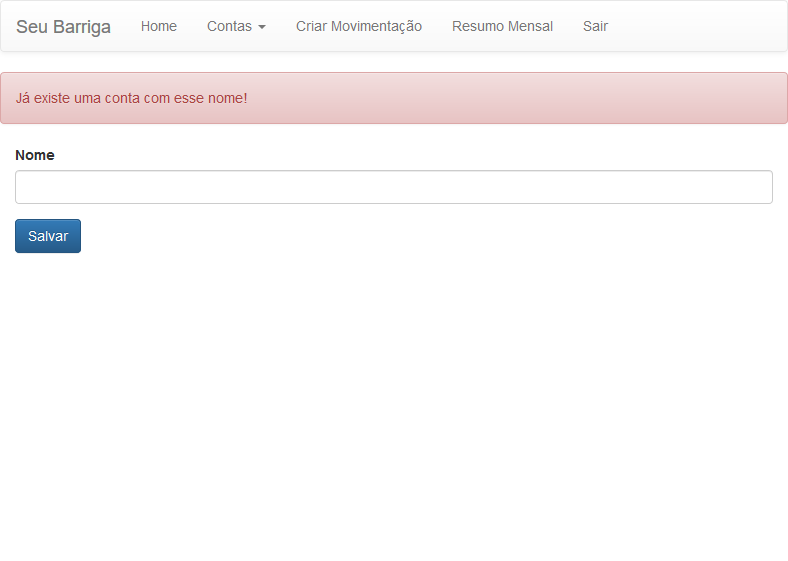 Seu Barriga Home Contas Criar Movimentação Resumo Mensal Sair
Já existe uma conta com esse nome!
Nome
Salvar